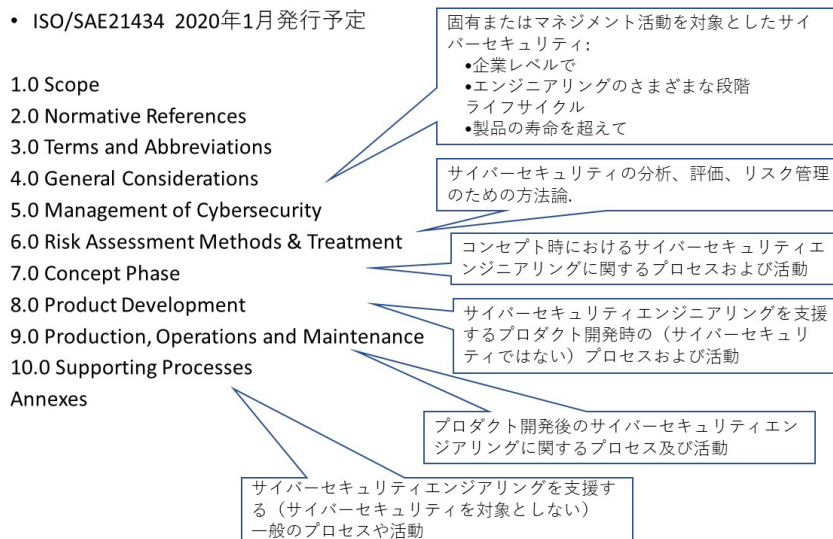 • ISO/SAE21434 2020年1月発行予定
1.0 Scope
2.0 Normative References
3.0 Terms and Abbreviations
4.0 General Considerations
5.0 Management of Cybersecurity
6.0 Risk Assessment Methods & Treatment
7.0 Concept Phase
8.0 Product Development
9.0 Production, Operations and Maintenance
10.0 Supporting Processes
Annexes
固有またはマネジメント活動を対象としたサイ
バーセキュリティ:
•企業レベルで
•エンジニアリングのさまざまな段階
ライフサイクル
•製品の寿命を超えて
サイバーセキュリティの分析、評価、リスク管理
のための方法論.
コンセプト時におけるサイバーセキュリティエ
ンジニアリングに関するプロセスおよび活動
サイバーセキュリティエンジニアリングを支援
するプロダクト開発時の（サイバーセキュリ
ティではない）プロセスおよび活動
プロダクト開発後のサイバーセキュリティエン
ジアリングに関するプロセス及び活動
サイバーセキュリティエンジアリングを支援す
る（サイバーセキュリティを対象としない）
一般のプロセスや活動